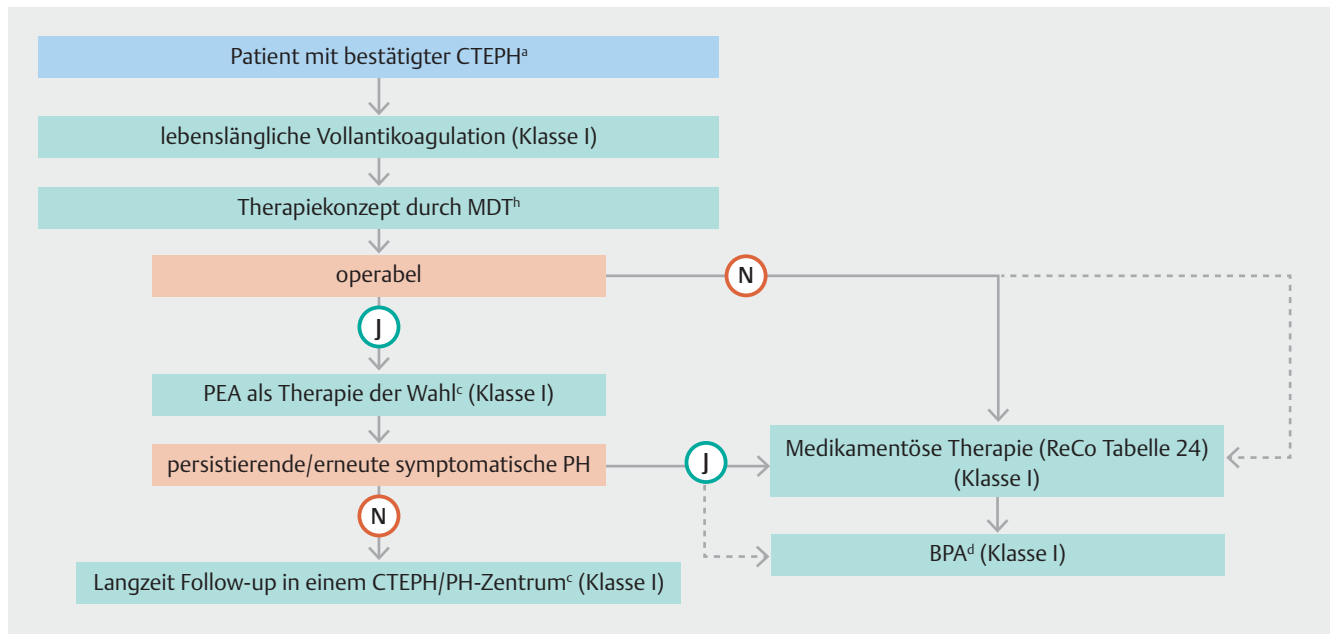 Patient mit bestätigter CTEPHᵃ
lebenslängliche Vollantikoagulation (Klasse I)
Therapiekonzept durch MDTʰ
operabel
N
J
PEA als Therapie der Wahlᶜ (Klasse I)
persistierende/erneute symptomatische PH
J
Medikamentöse Therapie (ReCo Tabelle 24)
(Klasse I)
N
BPAᵈ (Klasse I)
Langzeit Follow-up in einem CTEPH/PH-Zentrumᶜ (Klasse I)